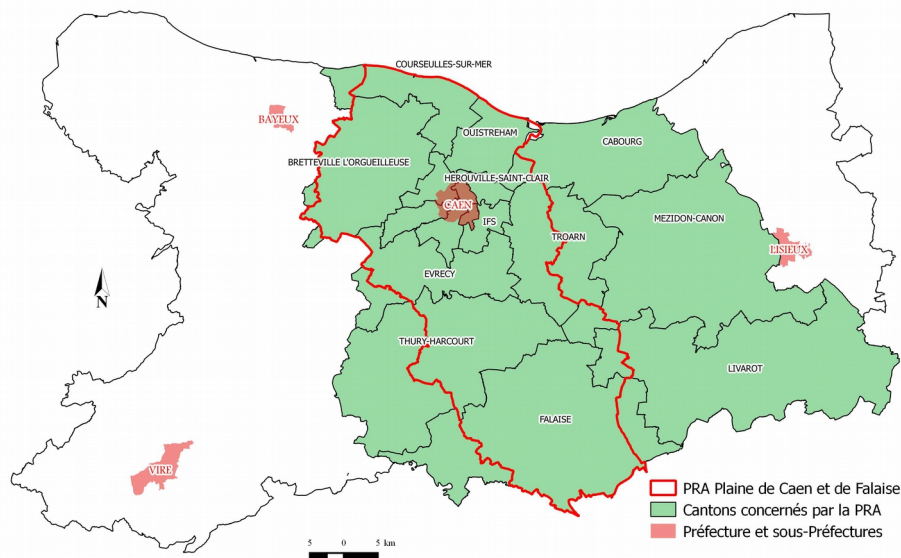 COURSEULLES-SUR-MER
BAYEUX
OUISTREHAM
CABOURG
BRETTEVILLE L'ORGUEILLEUSE
HEROUVILLE-SAINT-CLAIR
CAEN
MEZIDON-CANON
IFS
TROARN
LISIEUX
EVRECY
N
THURY-HARCOURT
LIVAROT
FALAISE
VIRE
PRA Plaine de Caen et de Falaise
Cantons concernés par la PRA
Préfecture et sous-Préfectures
5 0 5 km